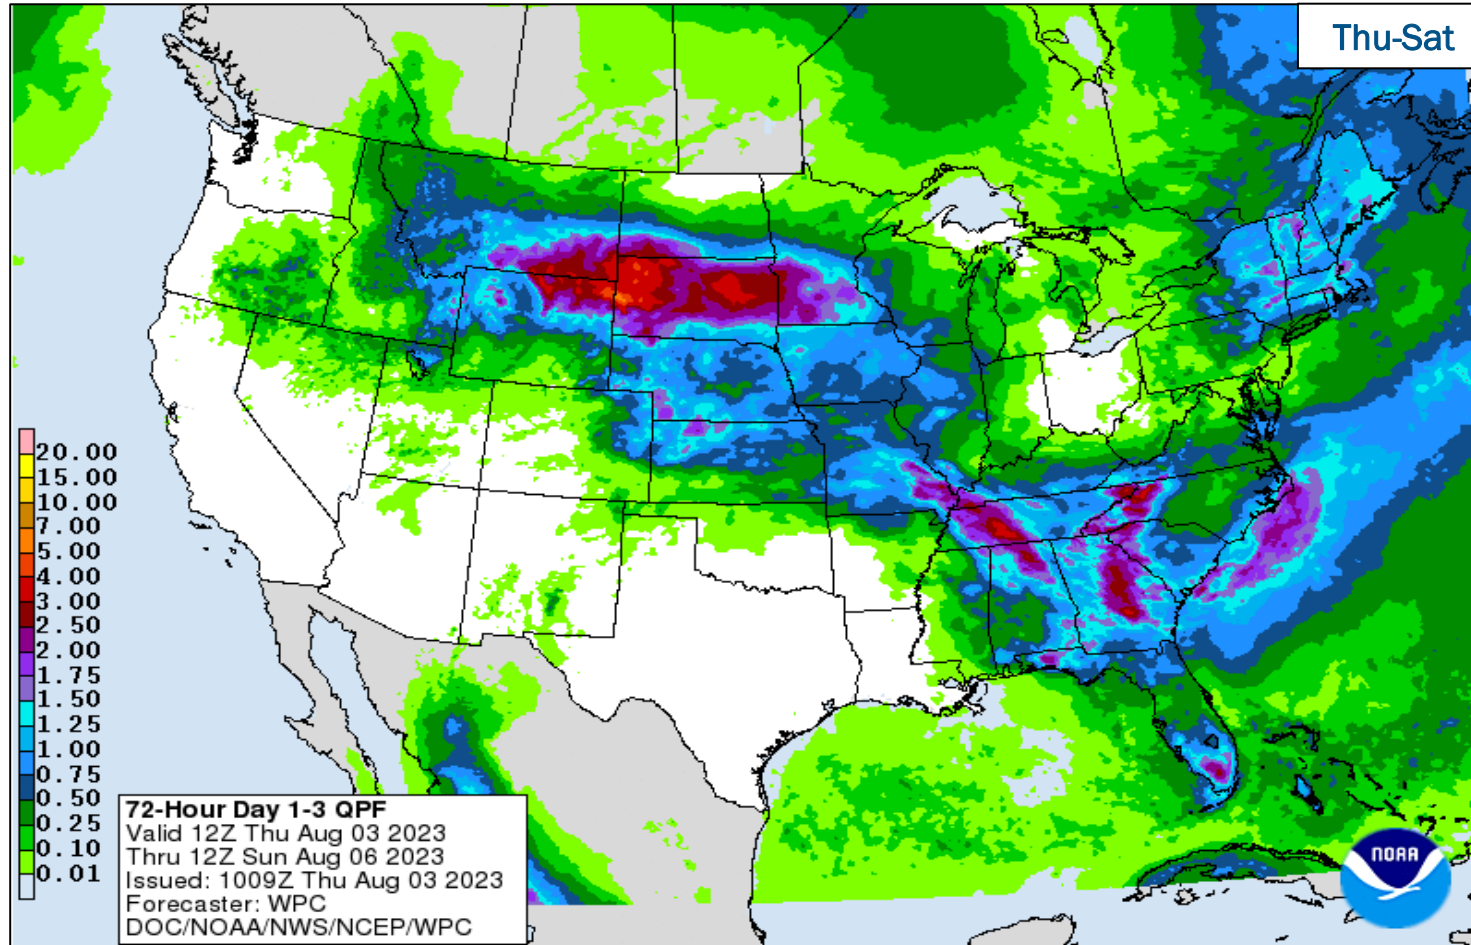 Thu-Sat
20.00
15.00
10.00
7.00
5.00
4.00
3.00
2.50
2.00
1.75
1.50
1.25
1.00
0.75
0.50
0.25
0.10
0.01
72-Hour Day 1-3 QPF
Valid 12Z Thu Aug 03 2023
Thru 12Z Sun Aug 06 2023
Issued: 1009Z Thu Aug 03 2023
Forecaster: WPC
DOC/NOAA/NWS/NCEP/WPC
NOAA